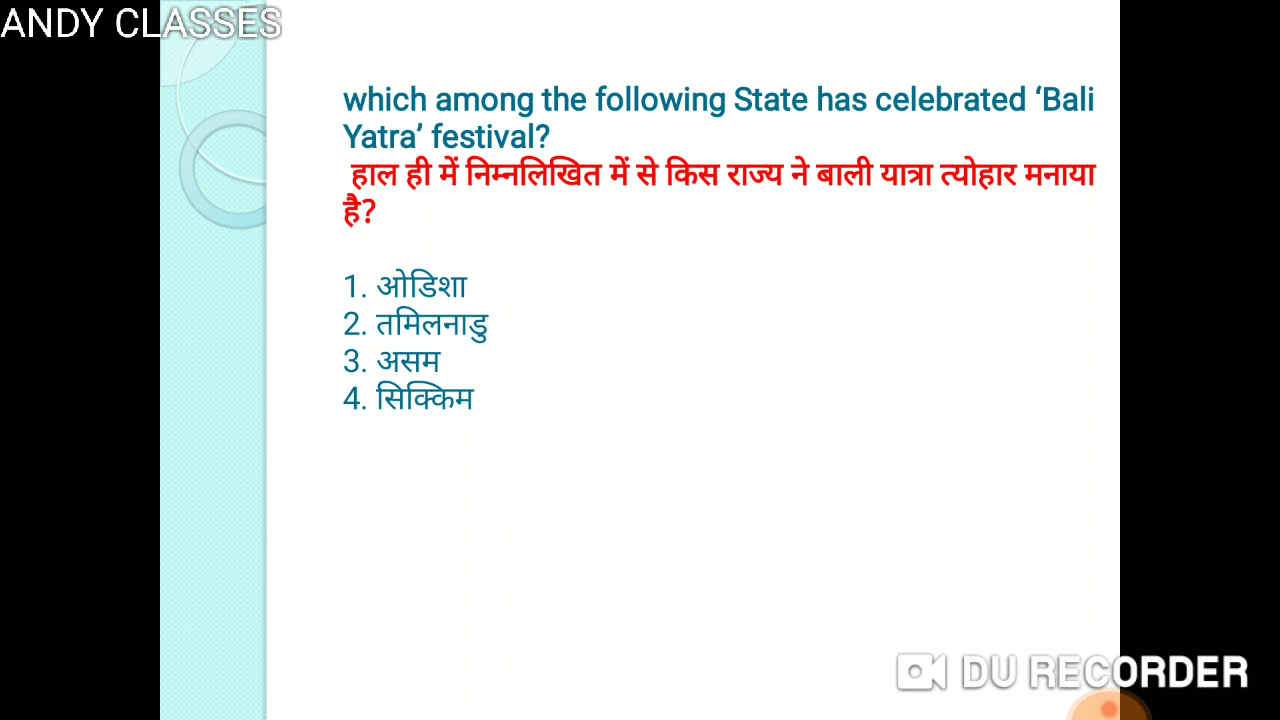 ANDY CLASSES
which among the following State has celebrated ‘Bali
Yatra’ festival?
हाल ही में निम्नलिखित में से किस राज्य ने बाली यात्रा त्योहार मनाया
है?
1. ओडिशा
2. तमिलनाडु
3. असम
4. सिक्किम
DU RECORDER